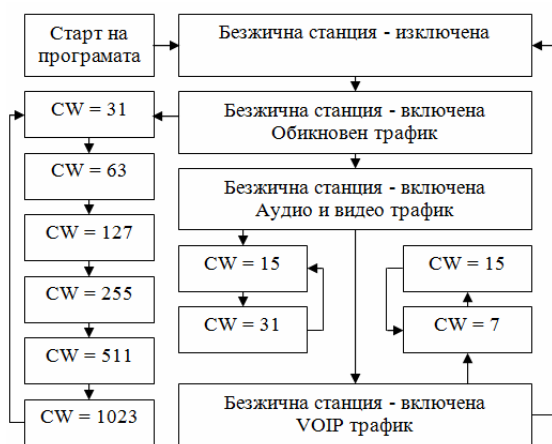 Старт на
програмата
Безжична станция - изключена
CW = 31
Безжична станция - включена
Обикновен трафик
CW = 63
Безжична станция - включена
Аудио и видео трафик
CW = 127
CW = 15
CW = 15
CW = 255
CW = 31
CW = 7
CW = 511
CW = 1023
Безжична станция - включена
VOIP трафик